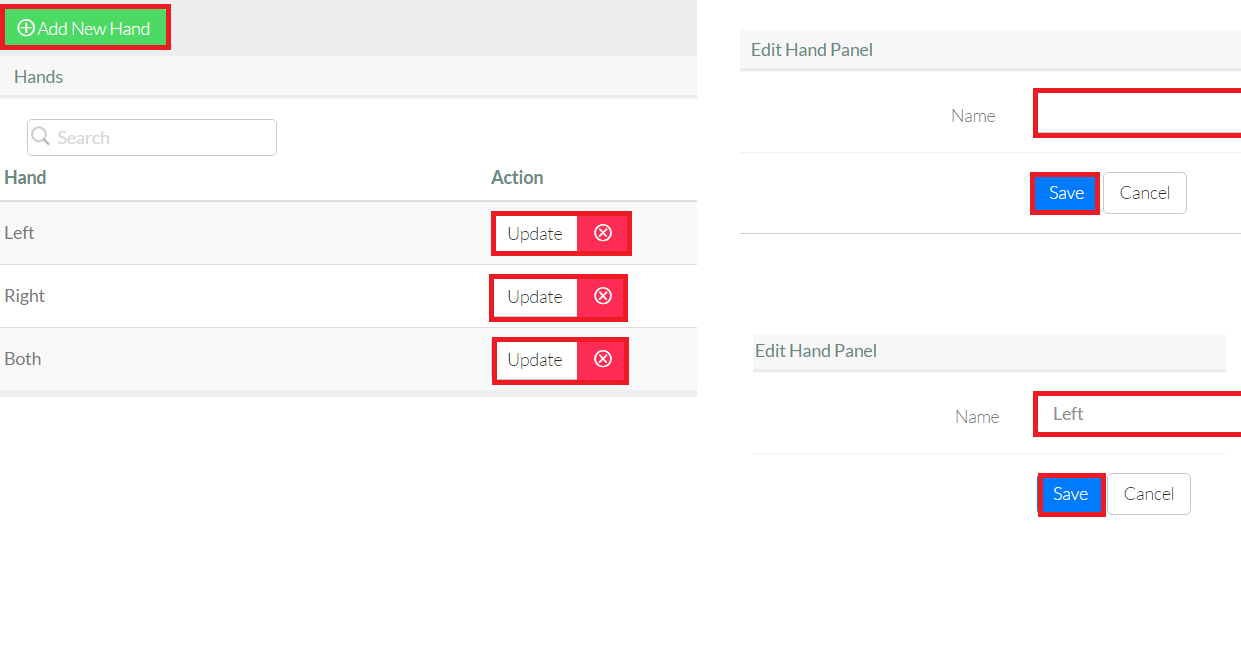 Add New Hand
Hands
Search
Hand Action
Left Update
Right Update
Both Update
Edit Hand Panel
Name
Save Cancel
Edit Hand Panel
Name Left
Save Cancel